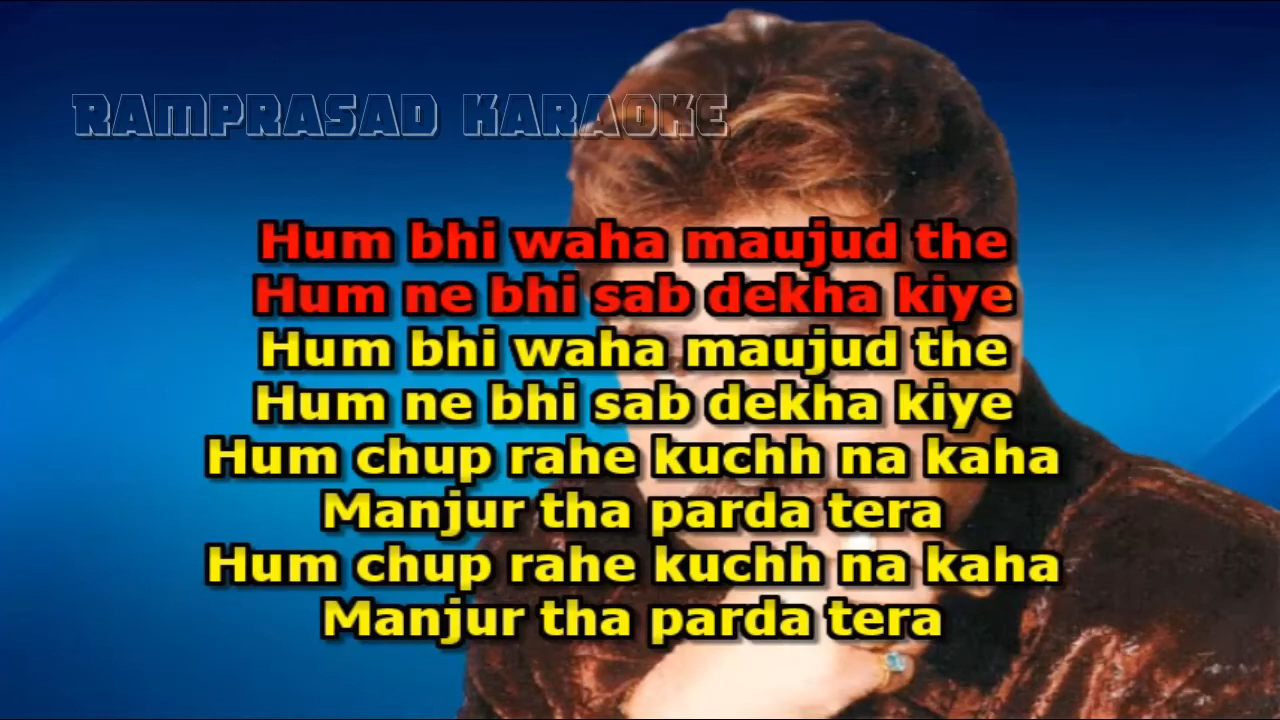 RAMPRASAD KARAOKE
Hum bhi waha maujud the
Hum ne bhi sab dekha kiye
Hum bhi waha maujud the
Hum ne bhi sab dekha kiye
Hum chup rahe kuchh na kaha
Manjur tha parda tera
Hum chup rahe kuchh na kaha
Manjur tha parda tera